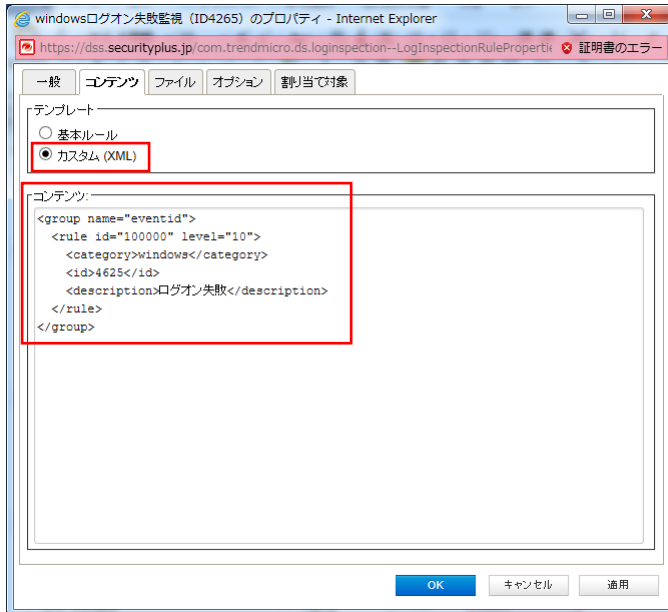 windowsログオン失敗監視（ID4265）のプロパティ - Internet Explorer
https://dss.securityplus.jp/com.trendmicro.ds.loginspection--LogInspectionRulePropertie 証明書のエラー
一般 コンテンツ ファイル オプション 割り当て対象
テンプレート
基本ルール
カスタム (XML)
コンテンツ:
<group name="eventid">
<rule id="100000" level="10">
<category>windows</category>
<id>4625</id>
<description>ログオン失敗</description>
</rule>
</group>
OK キャンセル 適用